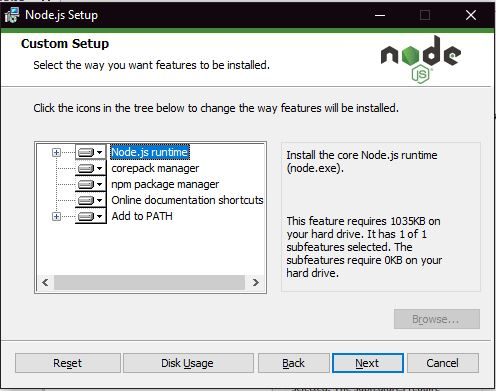 Node.js Setup
Custom Setup
Select the way you want features to be installed.
node
JS
Click the icons in the tree below to change the way features will be installed.
Node.js runtime
corepack manager
npm package manager
Online documentation shortcuts
Add to PATH
Install the core Node.js runtime
(node.exe).
This feature requires 1035KB on
your hard drive. It has 1 of 1
subfeatures selected. The
subfeatures require 0KB on your
hard drive.
Browse...
Reset
Disk Usage
Back
Next
Cancel